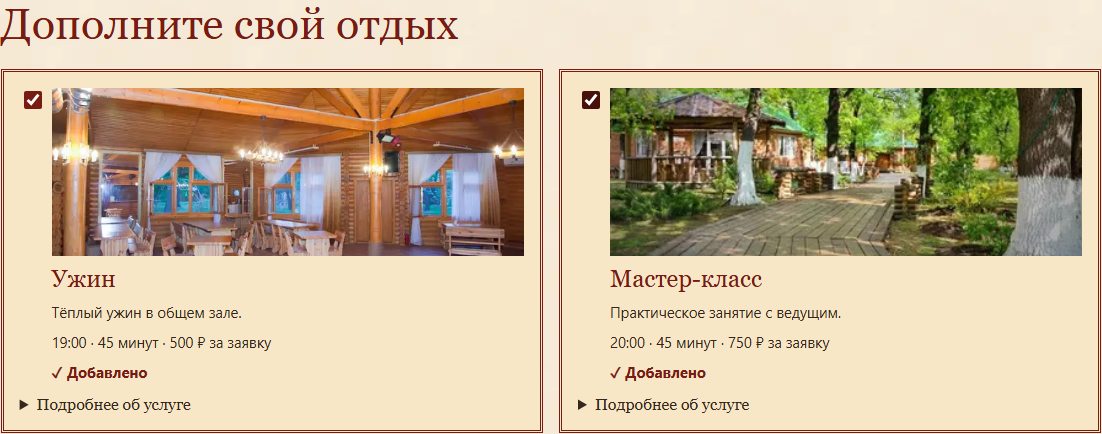 Дополните свой отдых
Ужин
Тёплый ужин в общем зале.
19:00 · 45 минут · 500 ₽ за заявку
✓ Добавлено
▶ Подробнее об услуге
Мастер-класс
Практическое занятие с ведущим.
20:00 · 45 минут · 750 ₽ за заявку
✓ Добавлено
▶ Подробнее об услуге